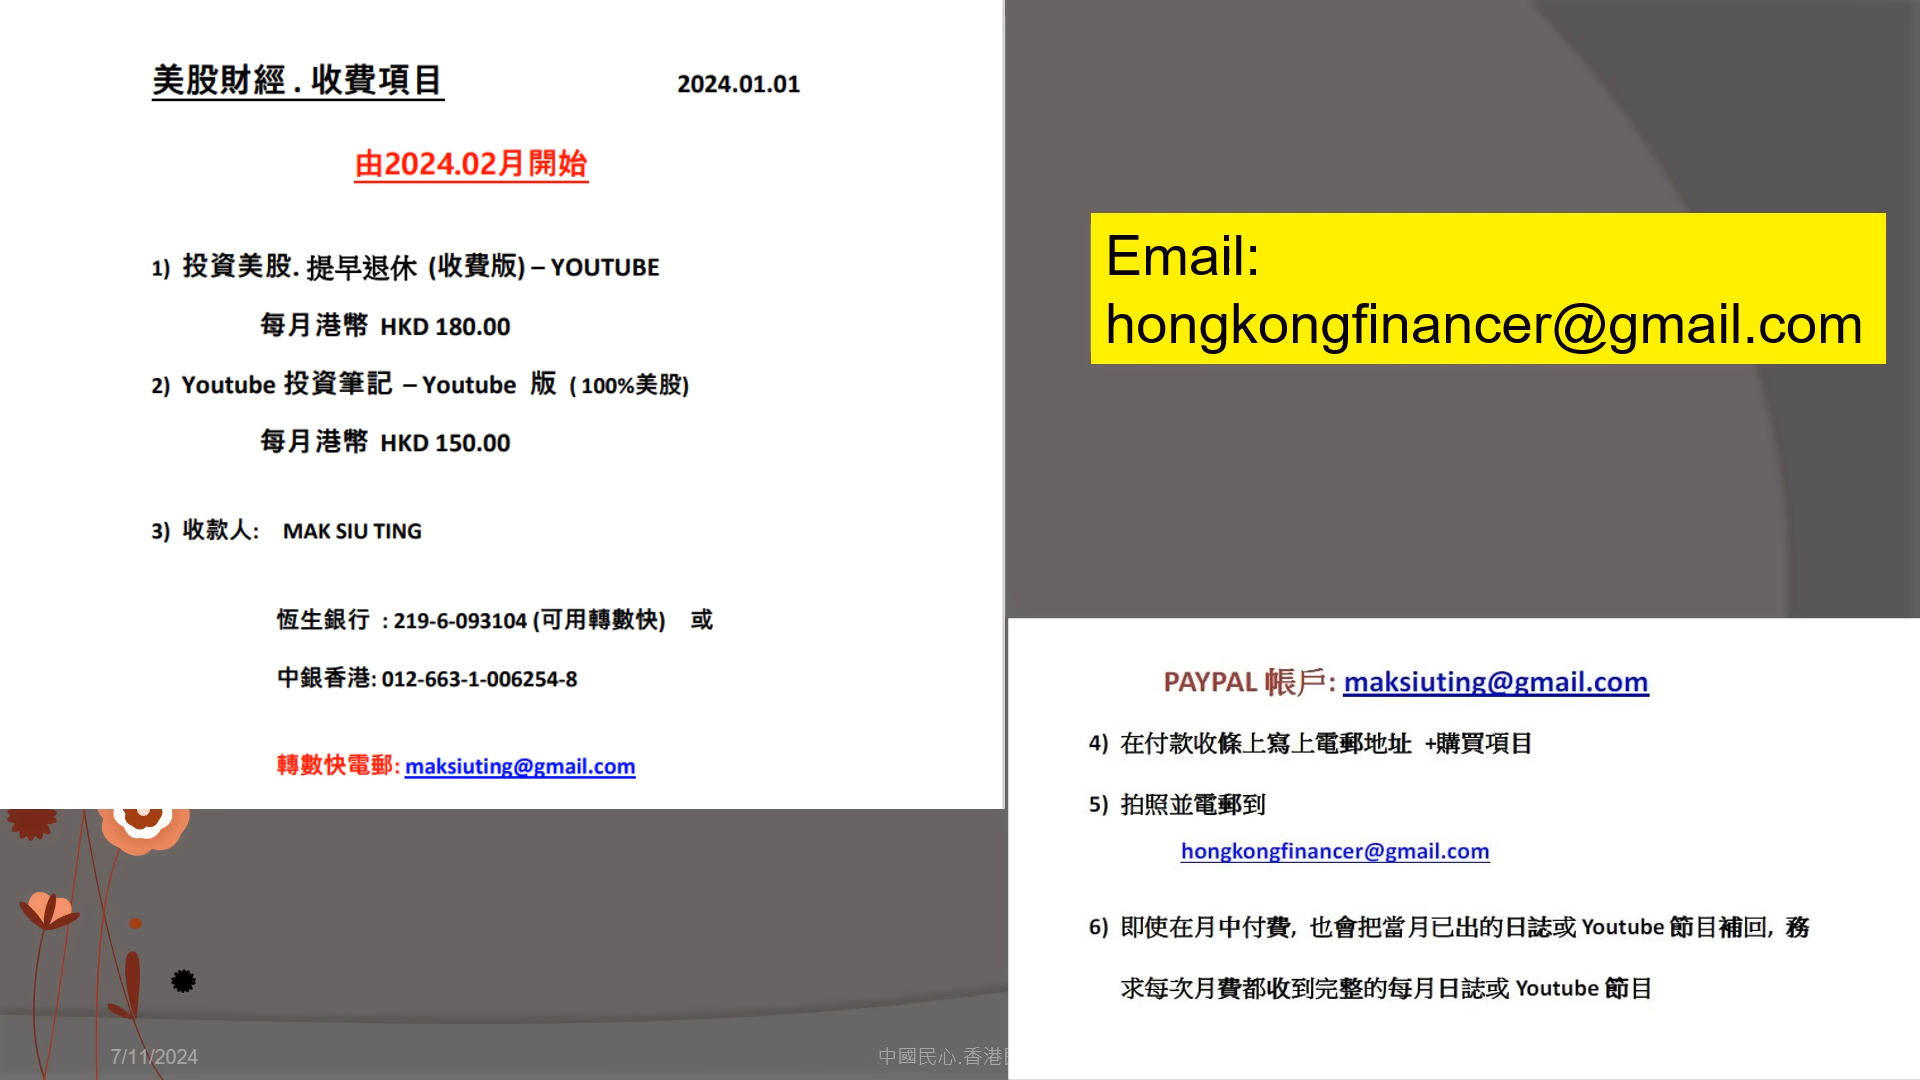 美股財經 . 收費項目 2024.01.01
由2024.02月開始
1) 投資美股. 提早退休 (收費版) – YOUTUBE
每月港幣 HKD 180.00
2) Youtube 投資筆記 – Youtube 版 ( 100%美股)
每月港幣 HKD 150.00
3) 收款人: MAK SIU TING
恆生銀行 : 219-6-093104 (可用轉數快) 或
中銀香港: 012-663-1-006254-8
轉數快電郵: maksiuting@gmail.com
Email:
hongkongfinancer@gmail.com
PAYPAL 帳戶: maksiuting@gmail.com
4) 在付款收條上寫上電郵地址 +購買項目
5) 拍照並電郵到
hongkongfinancer@gmail.com
6) 即使在月中付費, 也會把當月已出的日誌或 Youtube 節目補回, 務
求每次月費都收到完整的每月日誌或 Youtube 節目
7/11/2024
中國民心.香港